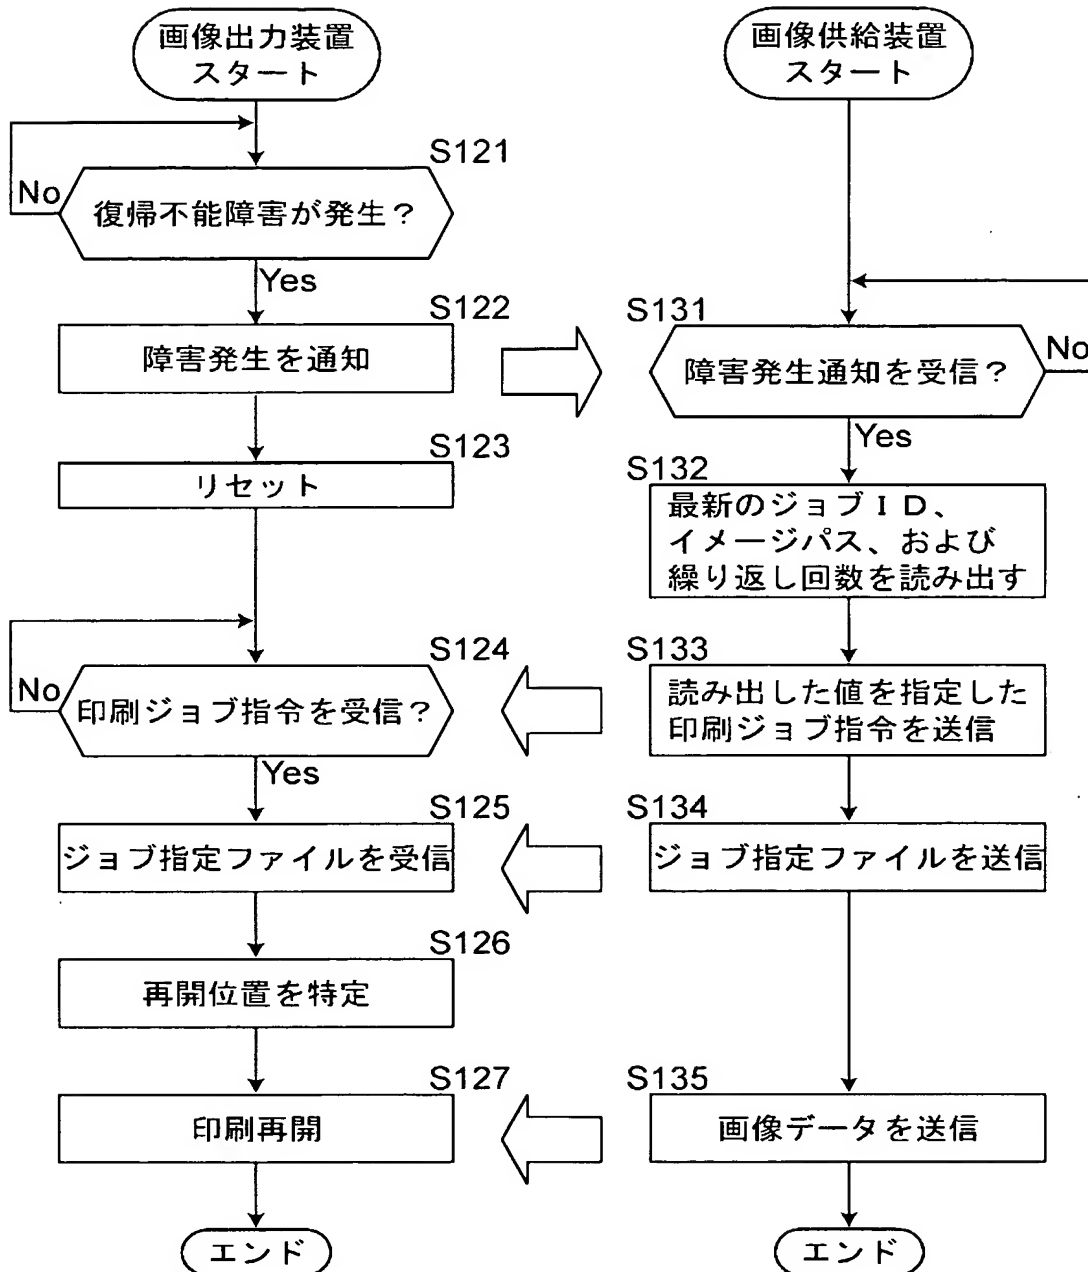 画像出力装置
スタート
S121
No
復帰不能障害が発生？
Yes
S122
障害発生を通知
S123
リセット
S124
No
印刷ジョブ指令を受信？
Yes
S125
ジョブ指定ファイルを受信
S126
再開位置を特定
S127
印刷再開
エンド
画像供給装置
スタート
S131
No
障害発生通知を受信？
Yes
S132
最新のジョブＩＤ、
イメージパス、および
繰り返し回数を読み出す
S133
読み出した値を指定した
印刷ジョブ指令を送信
S134
ジョブ指定ファイルを送信
S135
画像データを送信
エンド